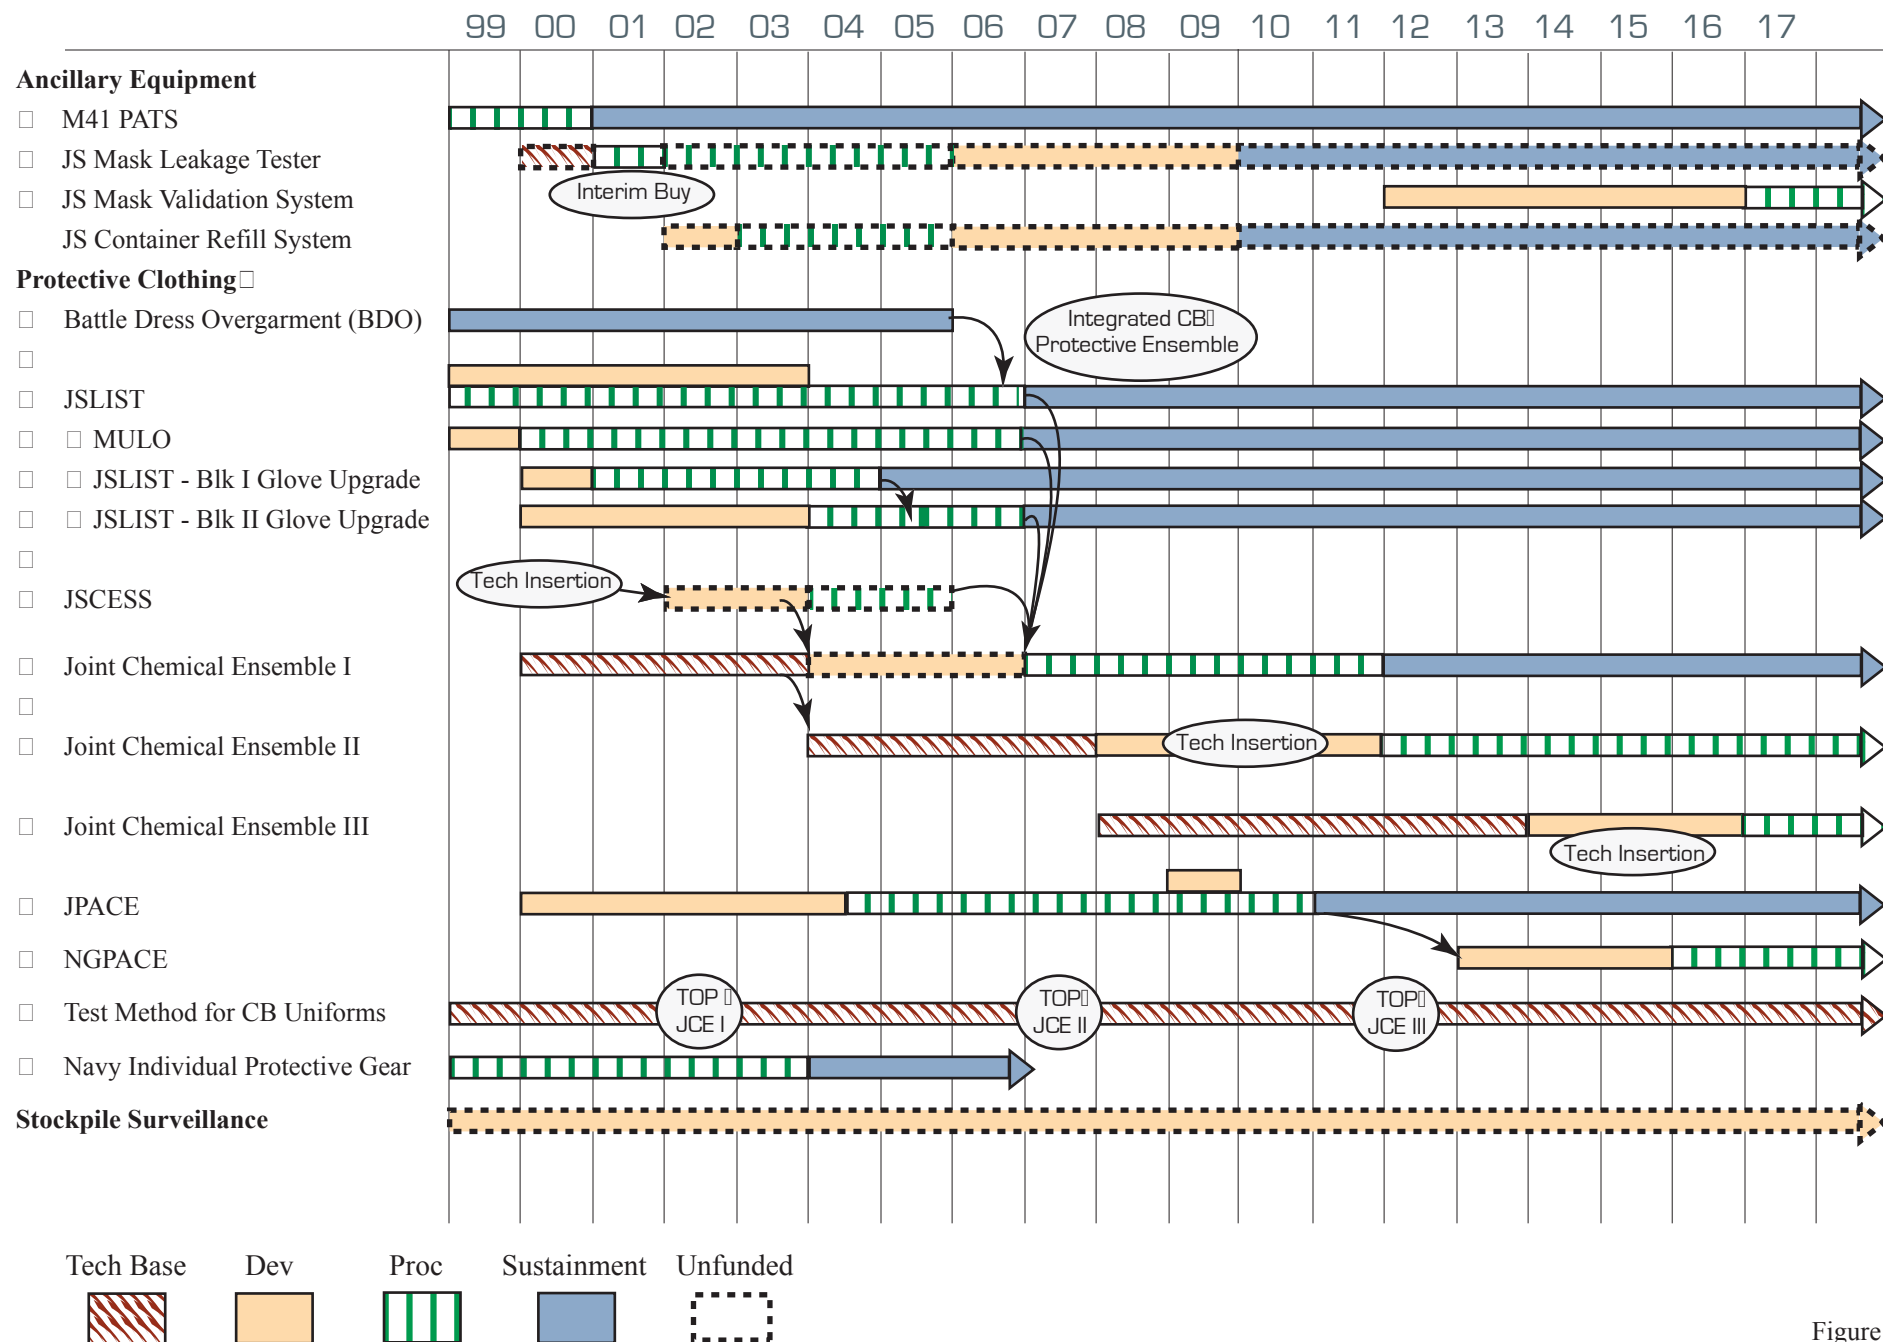 99 00 01 02 03 04 05 06 07 08 09 10 11 12 13 14 15 16 17
Ancillary Equipment
M41 PATS
JS Mask Leakage Tester
Interim Buy
JS Mask Validation System
JS Container Refill System
Protective Clothing
Battle Dress Overgarment (BDO)
Integrated CB
Protective Ensemble
JSLIST
MULO
JSLIST - Blk I Glove Upgrade
JSLIST - Blk II Glove Upgrade
Tech Insertion
JSCESS
Joint Chemical Ensemble I
Joint Chemical Ensemble II
Tech Insertion
Joint Chemical Ensemble III
Tech Insertion
JPACE
NGPACE
Test Method for CB Uniforms
TOP
JCE I
TOP
JCE II
TOP
JCE III
Navy Individual Protective Gear
Stockpile Surveillance
Tech Base Dev Proc Sustainment Unfunded
Figure